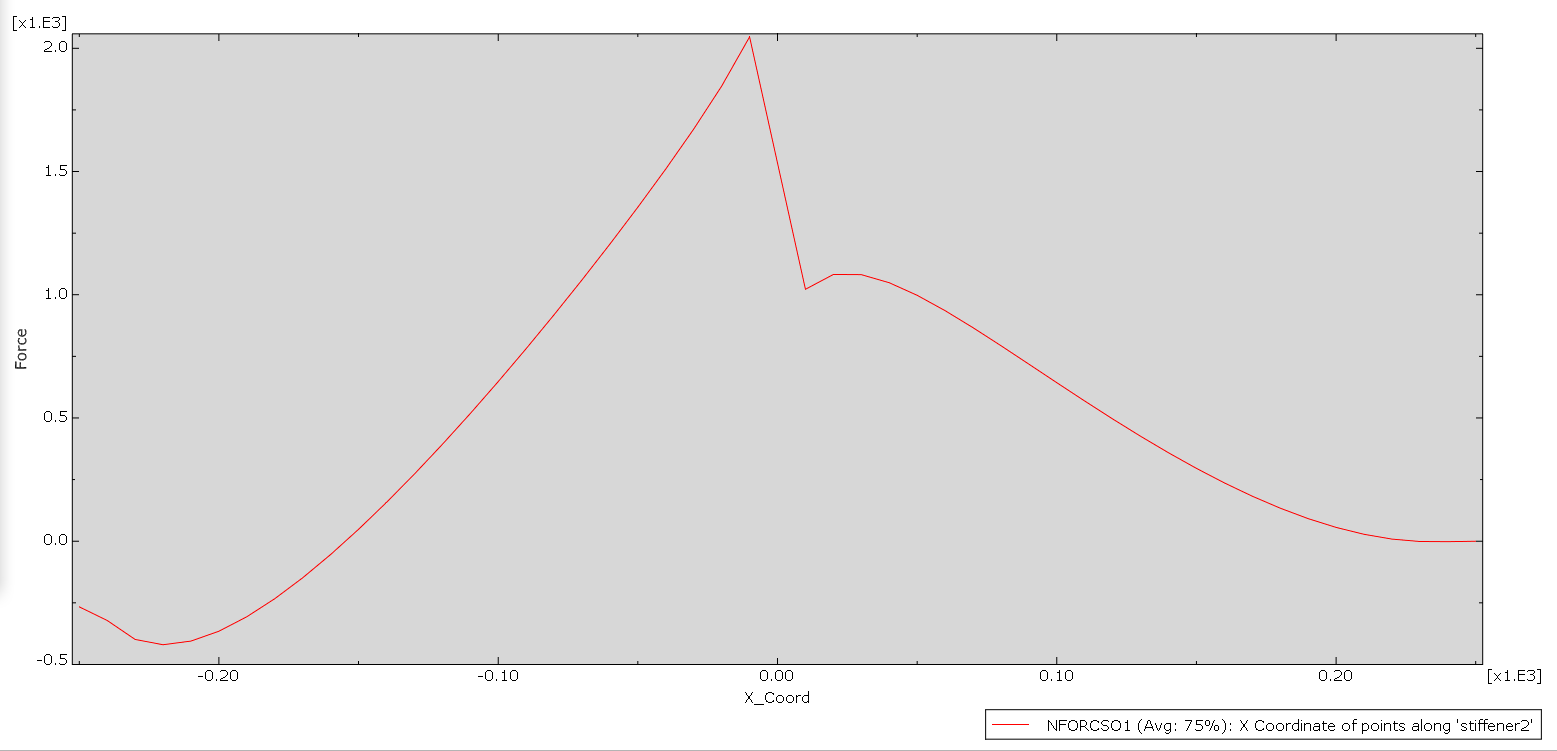 [x1.E3]
2.0
1.5
1.0
0.5
0.0
-0.5
Force
-0.20
-0.10
0.00
0.10
0.20
[x1.E3]
X_Coord
NFORCSO1 (Avg: 75%): X Coordinate of points along 'stiffener2'